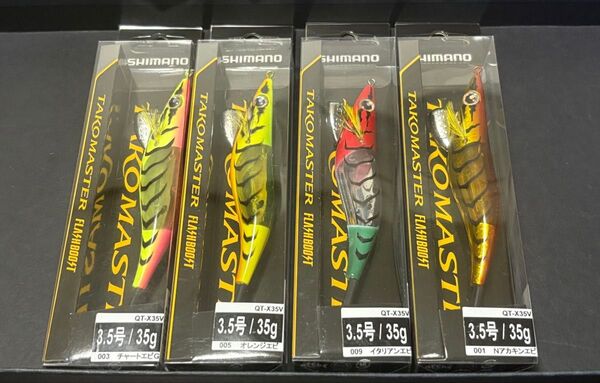 SHIMANO
TAKOMASTER FLASHBOOST
TAKOMASTI
QT-X35V
3.5号/35g
003 チャートエビG
SHIMANO
TAKOMASTER FLASHBOOST
TAKOMASTI
QT-X35V
3.5号/35g
005 オレンジエビ
SHIMANO
TAKOMASTER FLASHBOOST
QT-X35V
3.5号/35g
009 イタリアンエビ
SHIMANO
TAKOMASTER FLASHBOOST
QT-X35V
3.5号/35g
001 Nアカキンエビ